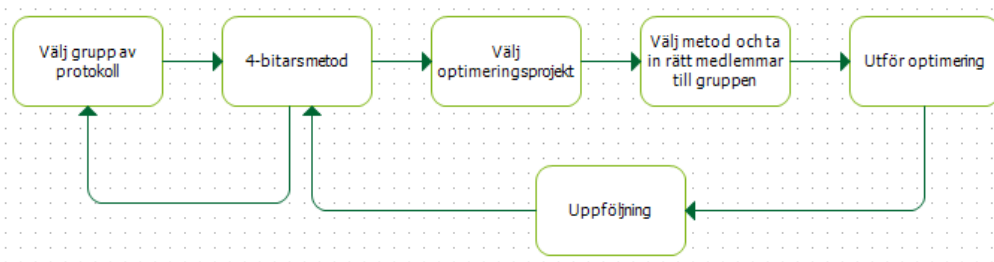 Välj grupp av
protokoll
4-bitarsmetod
Välj
optimeringsprojekt
Välj metod och ta
in rätt medlemmar
till gruppen
Utför optimering
Uppföljning